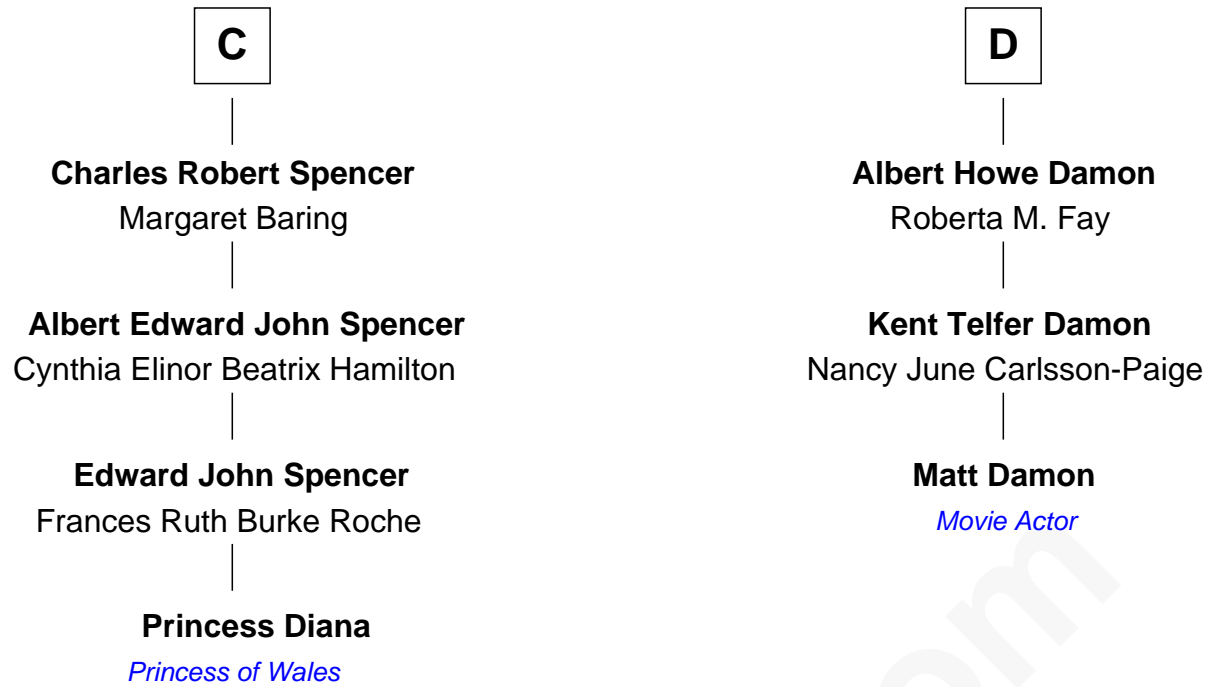 C
Charles Robert Spencer
Margaret Baring
Albert Edward John Spencer
Cynthia Elinor Beatrix Hamilton
Edward John Spencer
Frances Ruth Burke Roche
Princess Diana
Princess of Wales
D
Albert Howe Damon
Roberta M. Fay
Kent Telfer Damon
Nancy June Carlsson-Paige
Matt Damon
Movie Actor
om